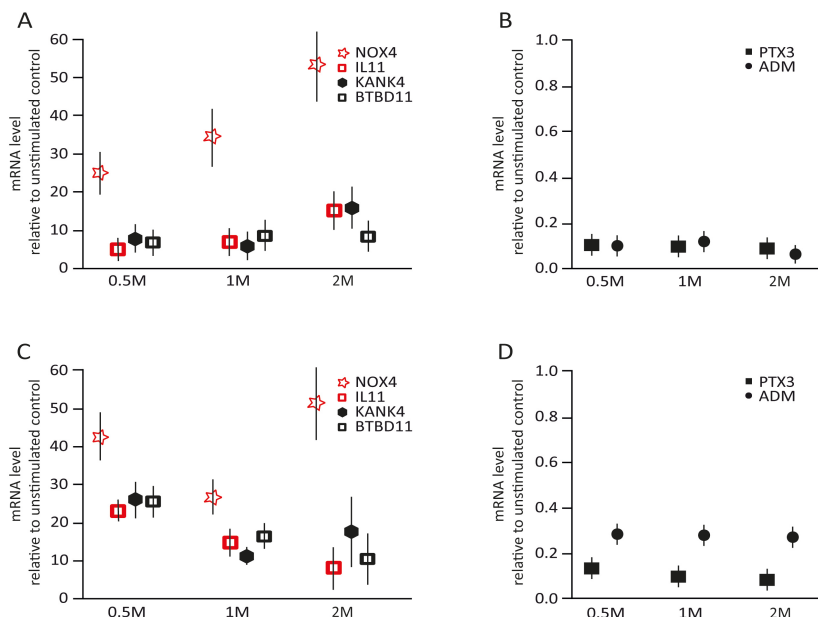 A
mRNA level
relative to unstimulated control
60
50
40
30
20
10
0
NOX4
IL11
KANK4
BTBD11
0.5M 1M 2M
B
mRNA level
relative to unstimulated control
1.0
0.8
0.6
0.4
0.2
0.0
PTX3
ADM
0.5M 1M 2M
C
mRNA level
relative to unstimulated control
60
50
40
30
20
10
0
NOX4
IL11
KANK4
BTBD11
0.5M 1M 2M
D
mRNA level
relative to unstimulated control
1.0
0.8
0.6
0.4
0.2
0.0
PTX3
ADM
0.5M 1M 2M